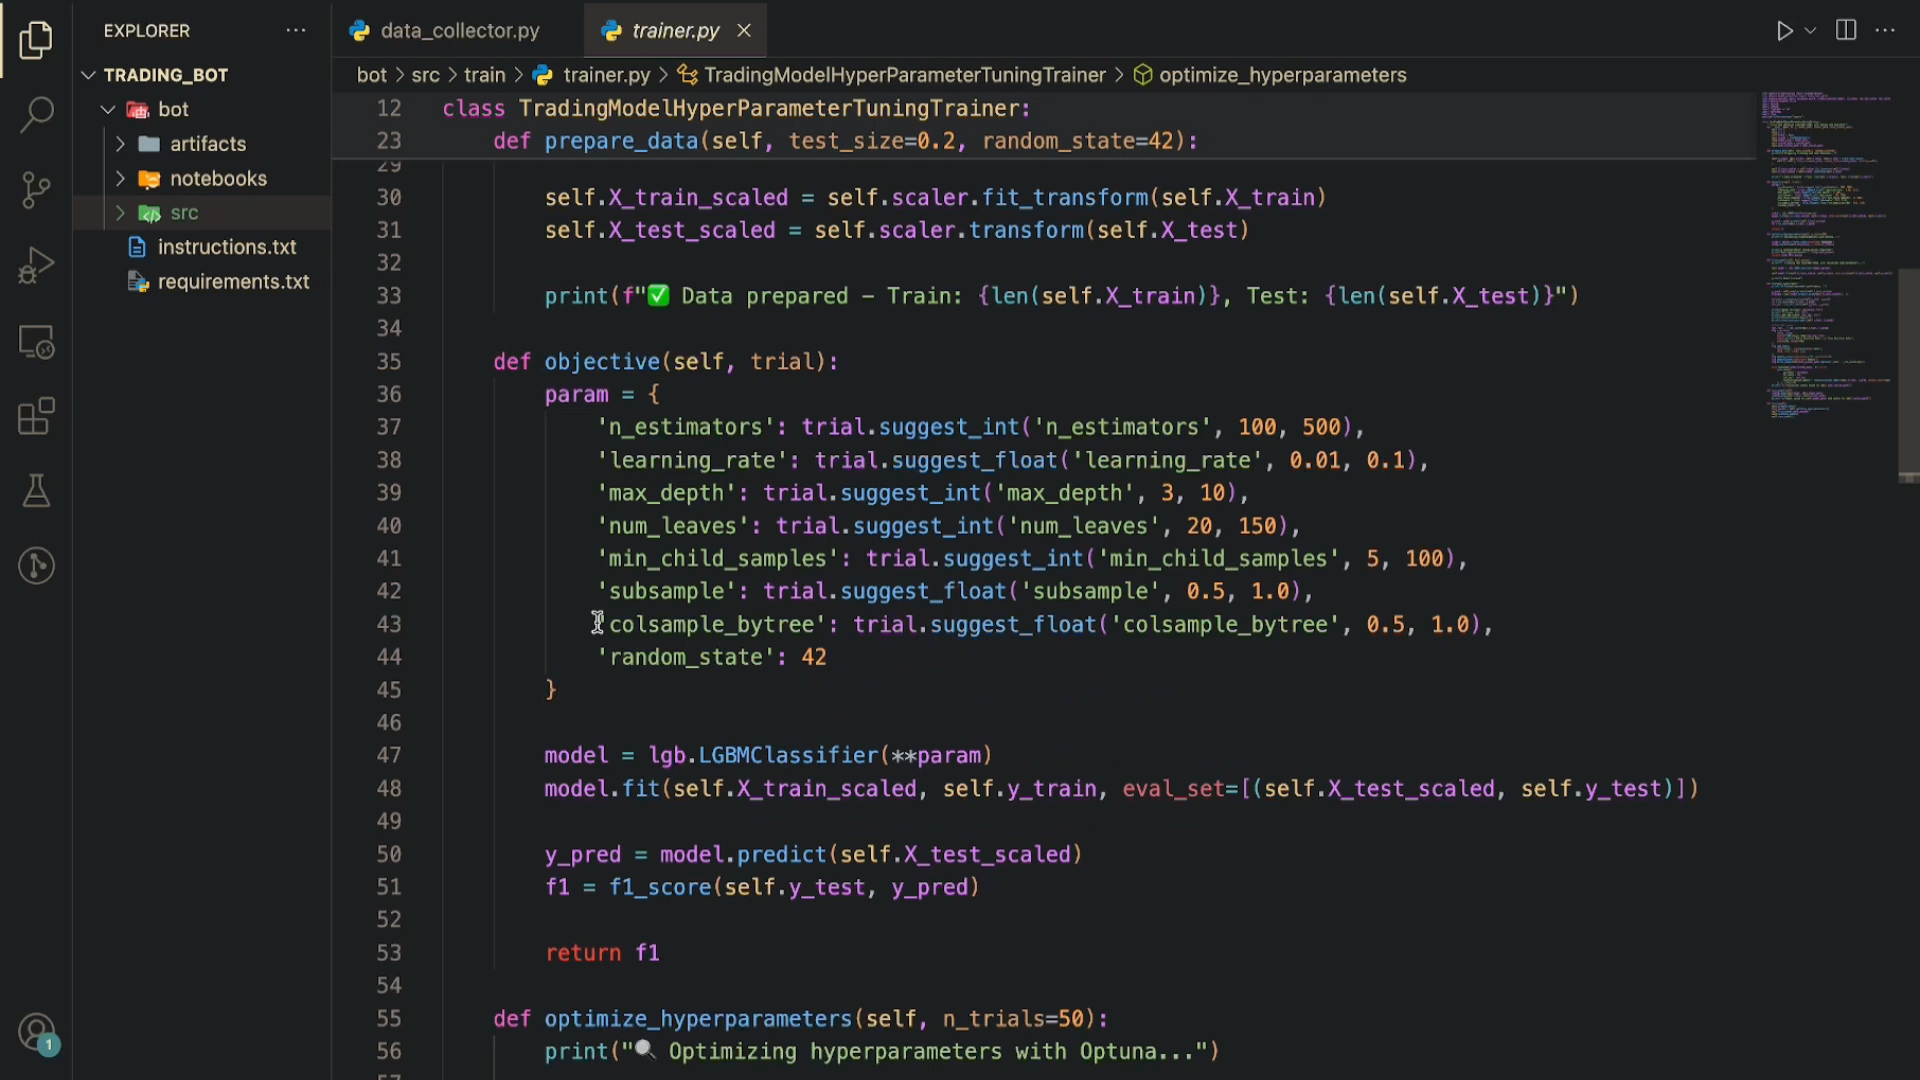 EXPLORER
TRADING_BOT
bot
artifacts
notebooks
src
instructions.txt
requirements.txt
1
data_collector.py
trainer.py
bot > src > train > trainer.py > TradingModelHyperParameterTuningTrainer > optimize_hyperparameters
12 class TradingModelHyperParameterTuningTrainer:
23 def prepare_data(self, test_size=0.2, random_state=42):
29
30 self.X_train_scaled = self.scaler.fit_transform(self.X_train)
31 self.X_test_scaled = self.scaler.transform(self.X_test)
32
33 print(f"✅ Data prepared – Train: {len(self.X_train)}, Test: {len(self.X_test)}")
34
35 def objective(self, trial):
36 param = {
37 'n_estimators': trial.suggest_int('n_estimators', 100, 500),
38 'learning_rate': trial.suggest_float('learning_rate', 0.01, 0.1),
39 'max_depth': trial.suggest_int('max_depth', 3, 10),
40 'num_leaves': trial.suggest_int('num_leaves', 20, 150),
41 'min_child_samples': trial.suggest_int('min_child_samples', 5, 100),
42 'subsample': trial.suggest_float('subsample', 0.5, 1.0),
43 'colsample_bytree': trial.suggest_float('colsample_bytree', 0.5, 1.0),
44 'random_state': 42
45 }
46
47 model = lgb.LGBMClassifier(**param)
48 model.fit(self.X_train_scaled, self.y_train, eval_set=[(self.X_test_scaled, self.y_test)])
49
50 y_pred = model.predict(self.X_test_scaled)
51 f1 = f1_score(self.y_test, y_pred)
52
53 return f1
54
55 def optimize_hyperparameters(self, n_trials=50):
56 print("🔍 Optimizing hyperparameters with Optuna...")